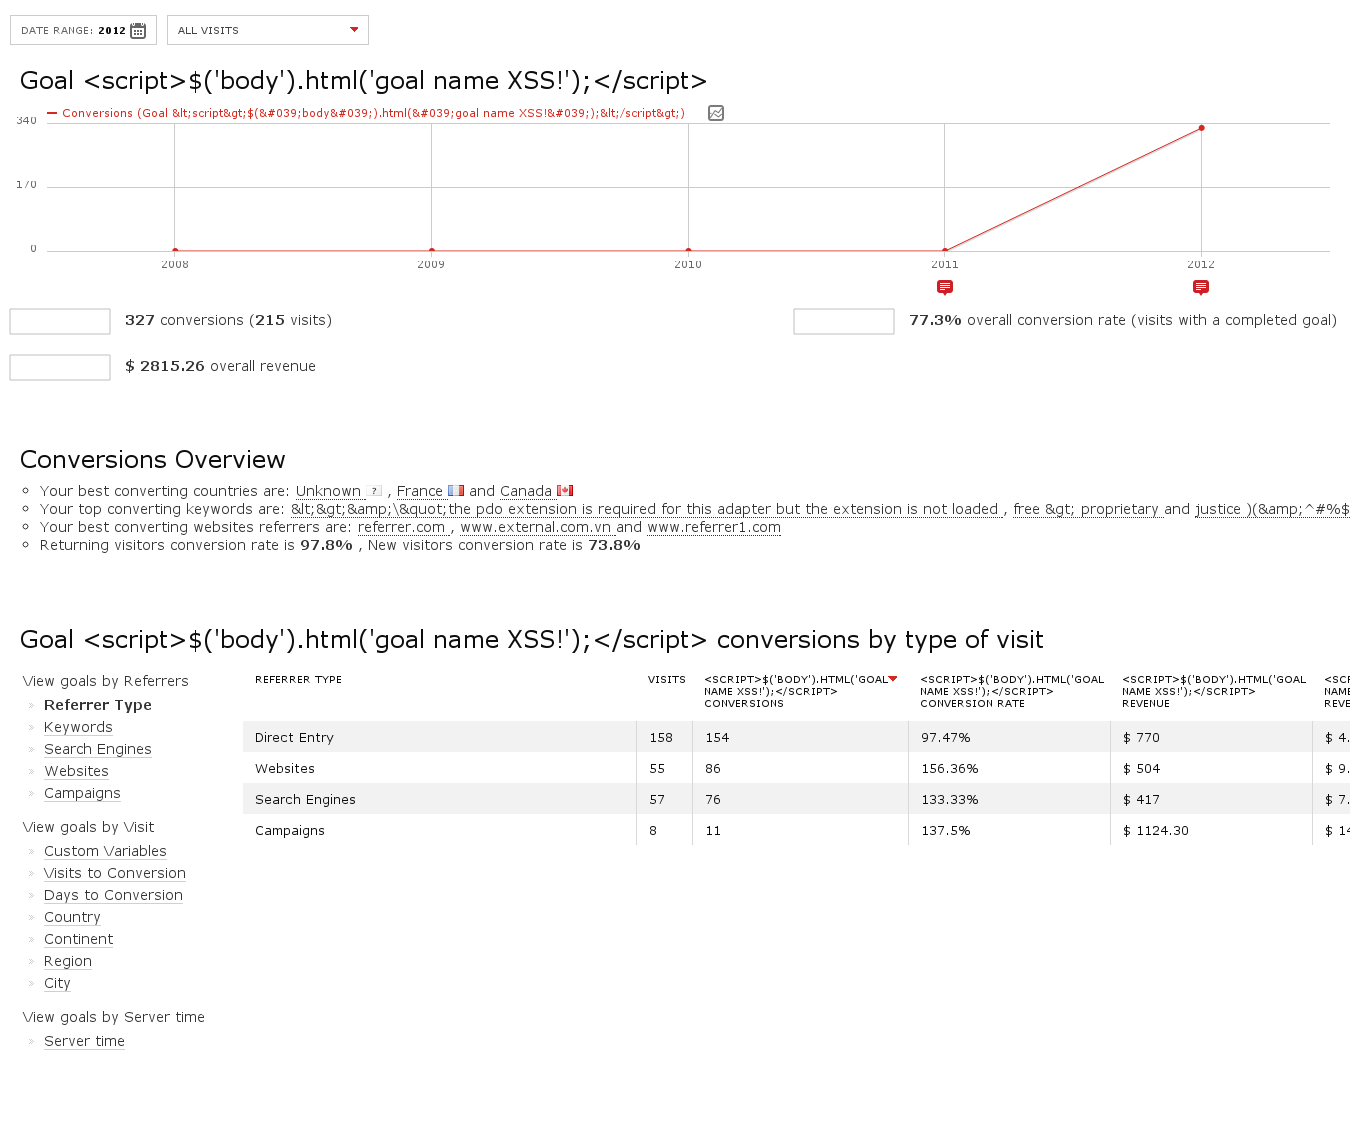 DATE RANGE: 2012
ALL VISITS
Goal <script>$('body').html('goal name XSS!');</script>
Conversions (Goal &lt;script&gt;$(&#039;body&#039;).html(&#039;goal name XSS!&#039;);&lt;/script&gt;)
340
170
0
2008 2009 2010 2011 2012
327 conversions (215 visits)
77.3% overall conversion rate (visits with a completed goal)
$ 2815.26 overall revenue
Conversions Overview
Your best converting countries are: Unknown ? , France and Canada
Your top converting keywords are: &lt;&gt;&amp;\&quot;the pdo extension is required for this adapter but the extension is not loaded , free &gt; proprietary and justice )(&amp;^#%$
Your best converting websites referrers are: referrer.com , www.external.com.vn and www.referrer1.com
Returning visitors conversion rate is 97.8% , New visitors conversion rate is 73.8%
Goal <script>$('body').html('goal name XSS!');</script> conversions by type of visit
View goals by Referrers
Referrer Type
Keywords
Search Engines
Websites
Campaigns
View goals by Visit
Custom Variables
Visits to Conversion
Days to Conversion
Country
Continent
Region
City
View goals by Server time
Server time
REFERRER TYPE VISITS <SCRIPT>$('BODY').HTML('GOAL <SCRIPT>$('BODY').HTML('GOAL <SCRIPT>$('BODY').HTML('GOAL <SCR
NAME XSS!');</SCRIPT> NAME XSS!');</SCRIPT> NAME XSS!');</SCRIPT> NAME
CONVERSIONS CONVERSION RATE REVENUE REVE
Direct Entry 158 154 97.47% $ 770 $ 4.
Websites 55 86 156.36% $ 504 $ 9.
Search Engines 57 76 133.33% $ 417 $ 7.
Campaigns 8 11 137.5% $ 1124.30 $ 14